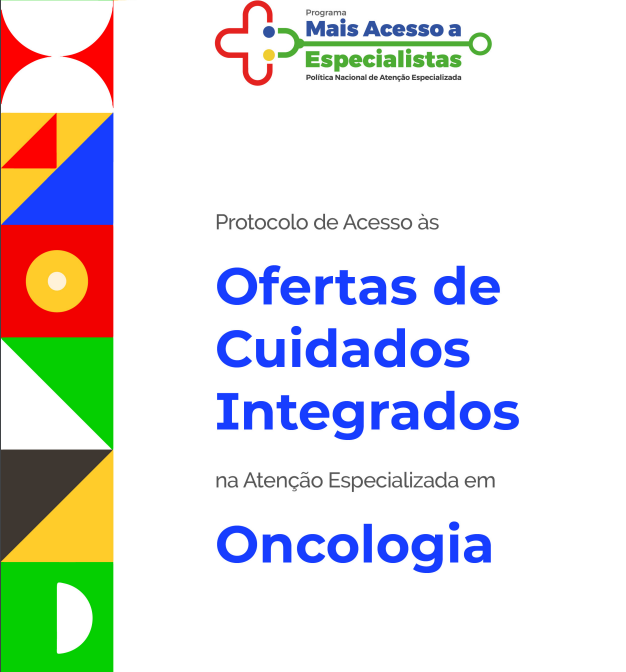 Programa
Mais Acesso a
Especialistas
Política Nacional de Atenção Especializada
Protocolo de Acesso às
Ofertas de
Cuidados
Integrados
na Atenção Especializada em
Oncologia